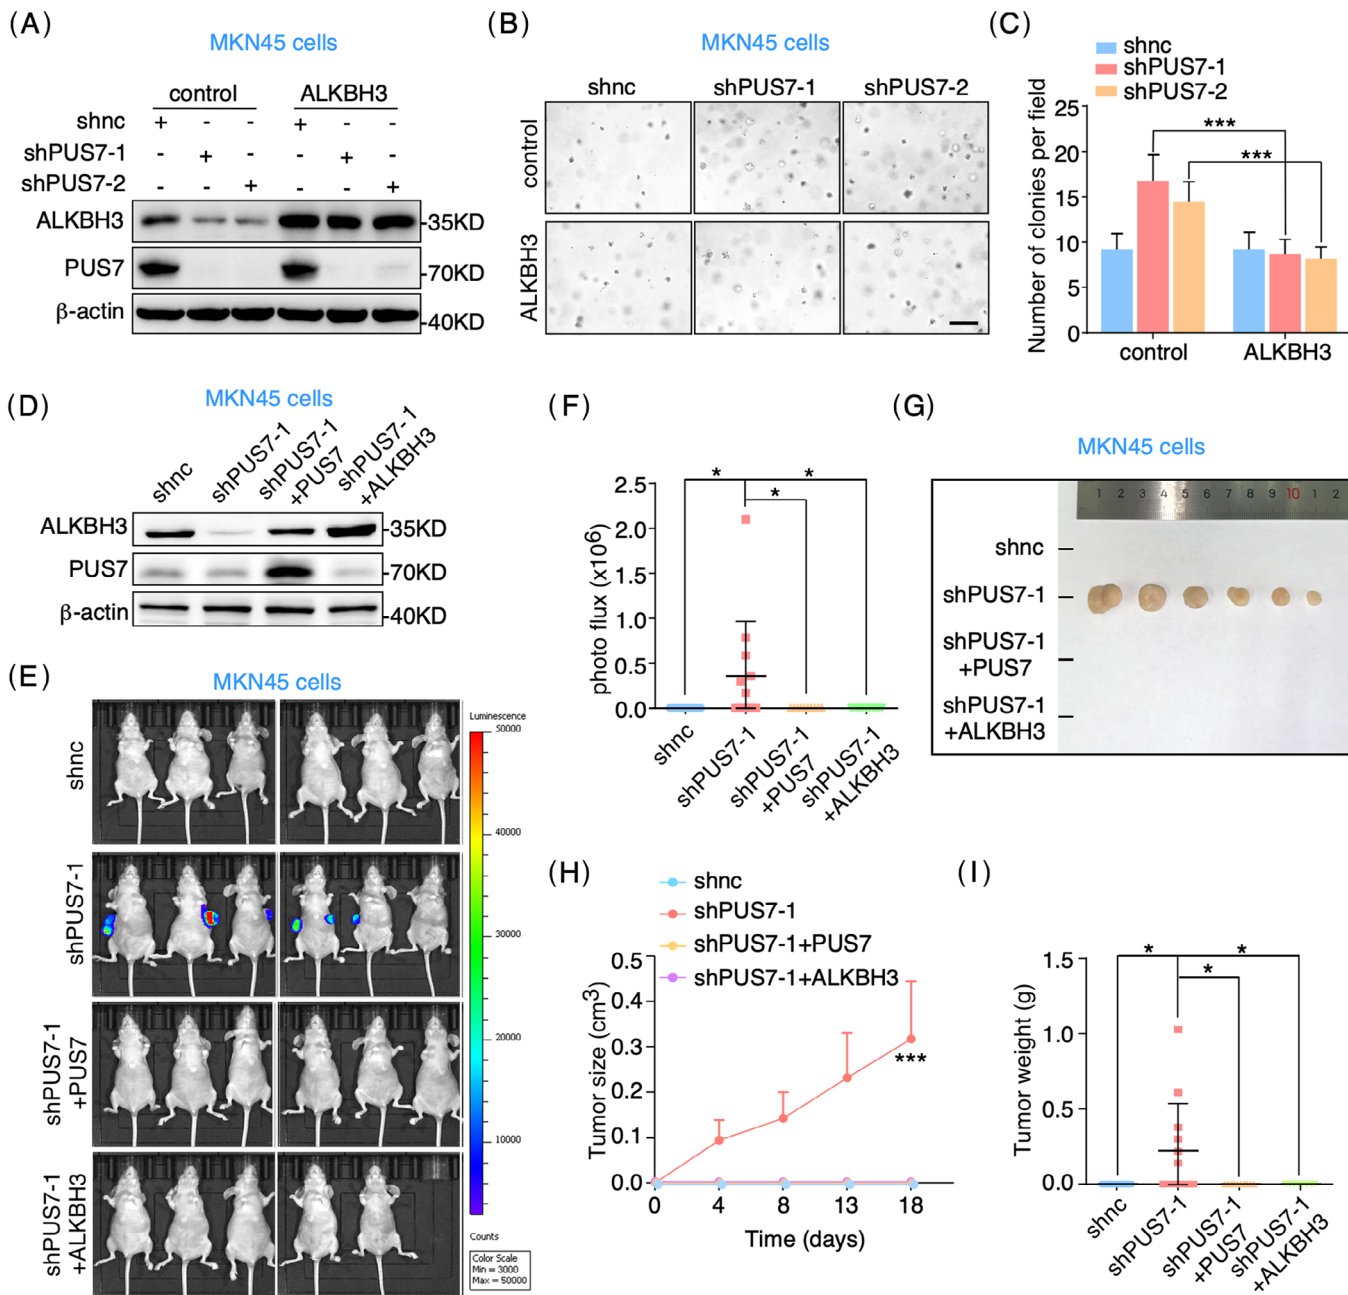 (A)
MKN45 cells
control ALKBH3
shnc + - - + - -
shPUS7-1 - + - - + -
shPUS7-2 - - + - - +
ALKBH3 -35KD
PUS7 -70KD
β-actin -40KD
(B)
MKN45 cells
shnc shPUS7-1 shPUS7-2
control
ALKBH3
(C)
shnc
shPUS7-1
shPUS7-2
Number of clonies per field
25
20
15
10
5
0
*** ***
control ALKBH3
(D)
MKN45 cells
shnc
shPUS7-1
shPUS7-1
+PUS7
shPUS7-1
+ALKBH3
ALKBH3 -35KD
PUS7 -70KD
β-actin -40KD
(E)
MKN45 cells
shnc
shPUS7-1
shPUS7-1
+PUS7
shPUS7-1
+ALKBH3
Luminescence
50000
40000
30000
20000
10000
Counts
Color Scale
Min = 3000
Max = 50000
(F)
photo flux (x10⁶)
2.5
2.0
1.5
1.0
0.5
0.0
* * *
shnc
shPUS7-1
shPUS7-1
+PUS7
shPUS7-1
+ALKBH3
(G)
MKN45 cells
1 2 3 4 5 6 7 8 9 10 1 2
shnc
shPUS7-1
shPUS7-1
+PUS7
shPUS7-1
+ALKBH3
(H)
shnc
shPUS7-1
shPUS7-1+PUS7
shPUS7-1+ALKBH3
Tumor size (cm³)
0.5
0.4
0.3
0.2
0.1
0.0
***
0 4 8 13 18
Time (days)
(I)
Tumor weight (g)
1.5
1.0
0.5
0.0
* * *
shnc
shPUS7-1
shPUS7-1
+PUS7
shPUS7-1
+ALKBH3